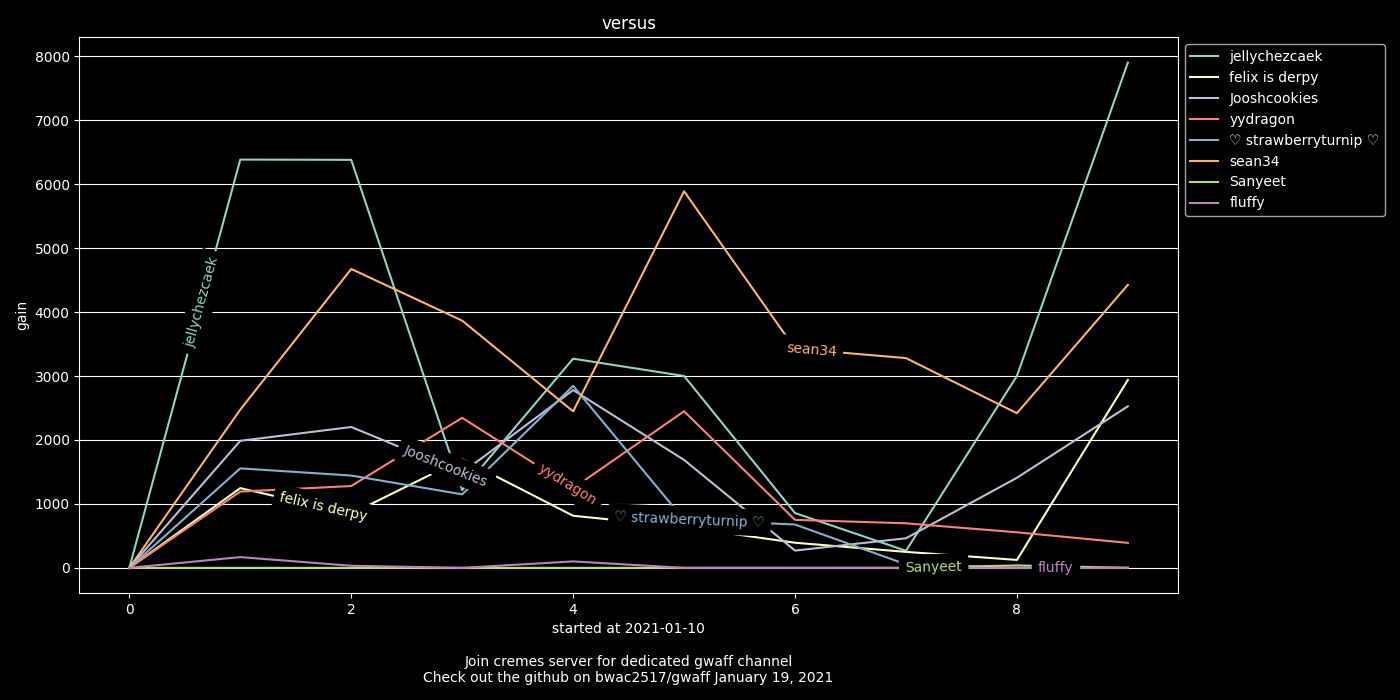 versus
8000
7000
6000
5000
4000
3000
2000
1000
0
gain
jellychezcaek
felix is derpy
Jooshcookies
yydragon
♡ strawberryturnip ♡
sean34
Sanyeet
fluffy
0 2 4 6 8
started at 2021-01-10
Join cremes server for dedicated gwaff channel
Check out the github on bwac2517/gwaff January 19, 2021
jellychezcaek
felix is derpy
Jooshcookies
yydragon
♡ strawberryturnip ♡
sean34
Sanyeet
fluffy